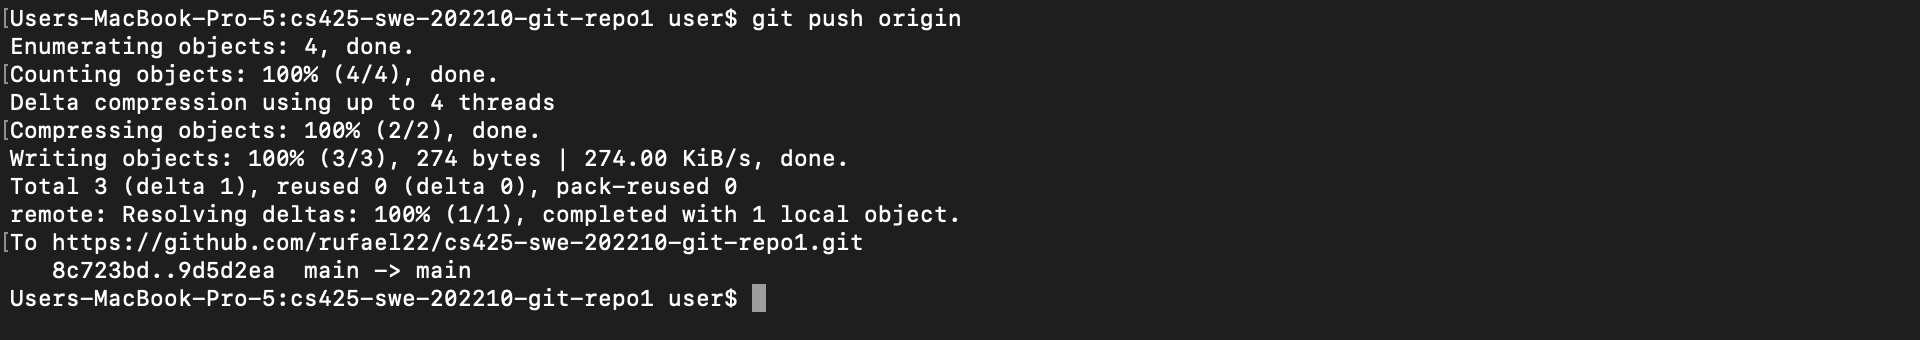 [Users-MacBook-Pro-5:cs425-swe-202210-git-repo1 user$ git push origin
Enumerating objects: 4, done.
[Counting objects: 100% (4/4), done.
Delta compression using up to 4 threads
[Compressing objects: 100% (2/2), done.
Writing objects: 100% (3/3), 274 bytes | 274.00 KiB/s, done.
Total 3 (delta 1), reused 0 (delta 0), pack-reused 0
remote: Resolving deltas: 100% (1/1), completed with 1 local object.
[To https://github.com/rufael22/cs425-swe-202210-git-repo1.git
   8c723bd..9d5d2ea  main -> main
Users-MacBook-Pro-5:cs425-swe-202210-git-repo1 user$